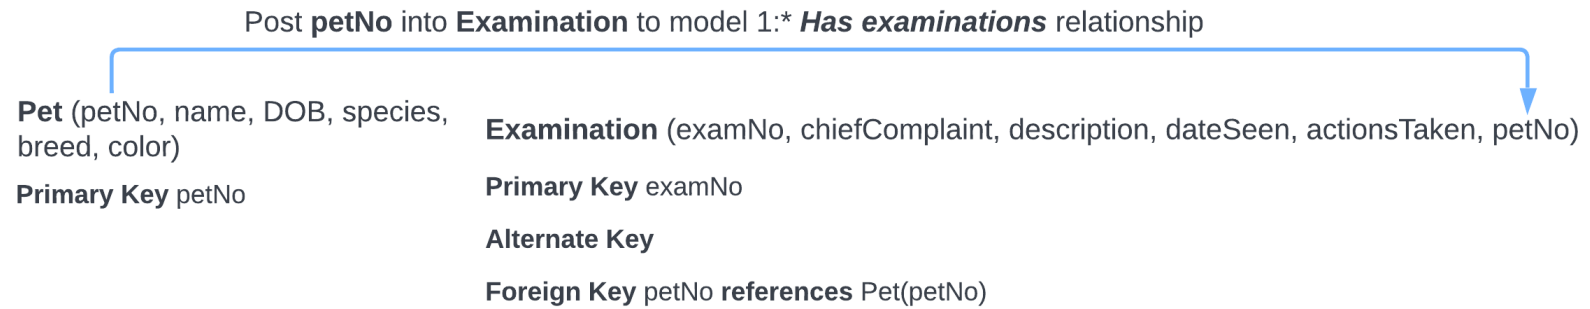 Post petNo into Examination to model 1:* Has examinations relationship
Pet (petNo, name, DOB, species,
breed, color)
Primary Key petNo
Examination (examNo, chiefComplaint, description, dateSeen, actionsTaken, petNo)
Primary Key examNo
Alternate Key
Foreign Key petNo references Pet(petNo)